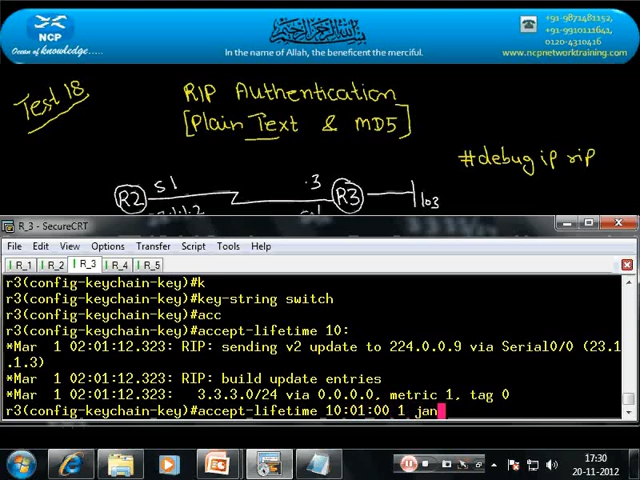 NCP
Ocean of knowledge......
بسم الله الرحمن الرحيم
In the name of Allah, the beneficent the merciful.
+91-9871481152,
+91-9910111641,
0120-4310416
www.ncpnetworktraining.com
Test 18
RIP Authentication
[Plain Text & MD5]
#debug ip rip
R2 S1 .3 R3 lo3
R_3 - SecureCRT
File Edit View Options Transfer Script Tools Help
R_1 R_2 R_3 R_4 R_5
r3(config-keychain-key)#k
r3(config-keychain-key)#key-string switch
r3(config-keychain-key)#acc
r3(config-keychain-key)#accept-lifetime 10:
*Mar 1 02:01:12.323: RIP: sending v2 update to 224.0.0.9 via Serial0/0 (23.1
.1.3)
*Mar 1 02:01:12.323: RIP: build update entries
*Mar 1 02:01:12.323: 3.3.3.0/24 via 0.0.0.0, metric 1, tag 0
r3(config-keychain-key)#accept-lifetime 10:01:00 1 jan
17:30
20-11-2012